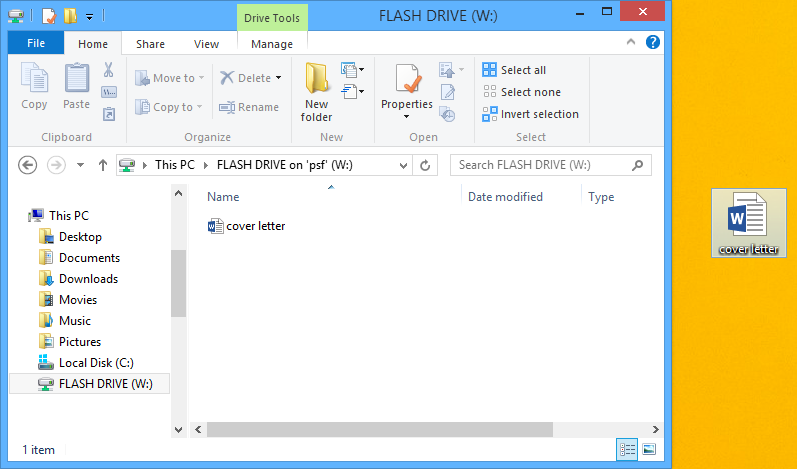 Drive Tools
FLASH DRIVE (W:)
File
Home
Share
View
Manage
Copy
Paste
Clipboard
Move to
Copy to
Delete
Rename
Organize
New folder
New
Properties
Open
Select all
Select none
Invert selection
Select
This PC
FLASH DRIVE on 'psf' (W:)
Search FLASH DRIVE (W:)
Name
Date modified
Type
cover letter
This PC
Desktop
Documents
Downloads
Movies
Music
Pictures
Local Disk (C:)
FLASH DRIVE (W:)
1 item
W
cover letter